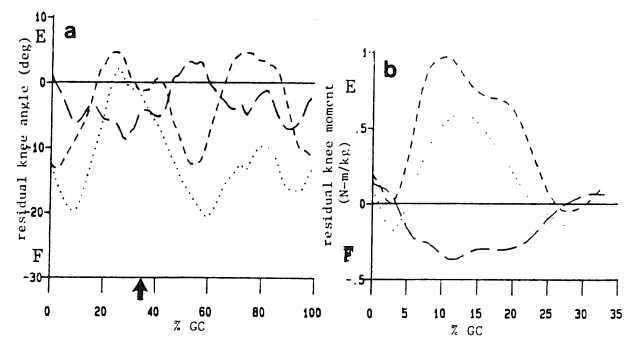 a
E
F
residual knee angle (deg)
10
0
-10
-20
-30
0 20 40 60 80 100
% GC
b
E
F
residual knee moment
(N-m/kg)
1
.5
0
-.5
0 5 10 15 20 25 30 35
% GC